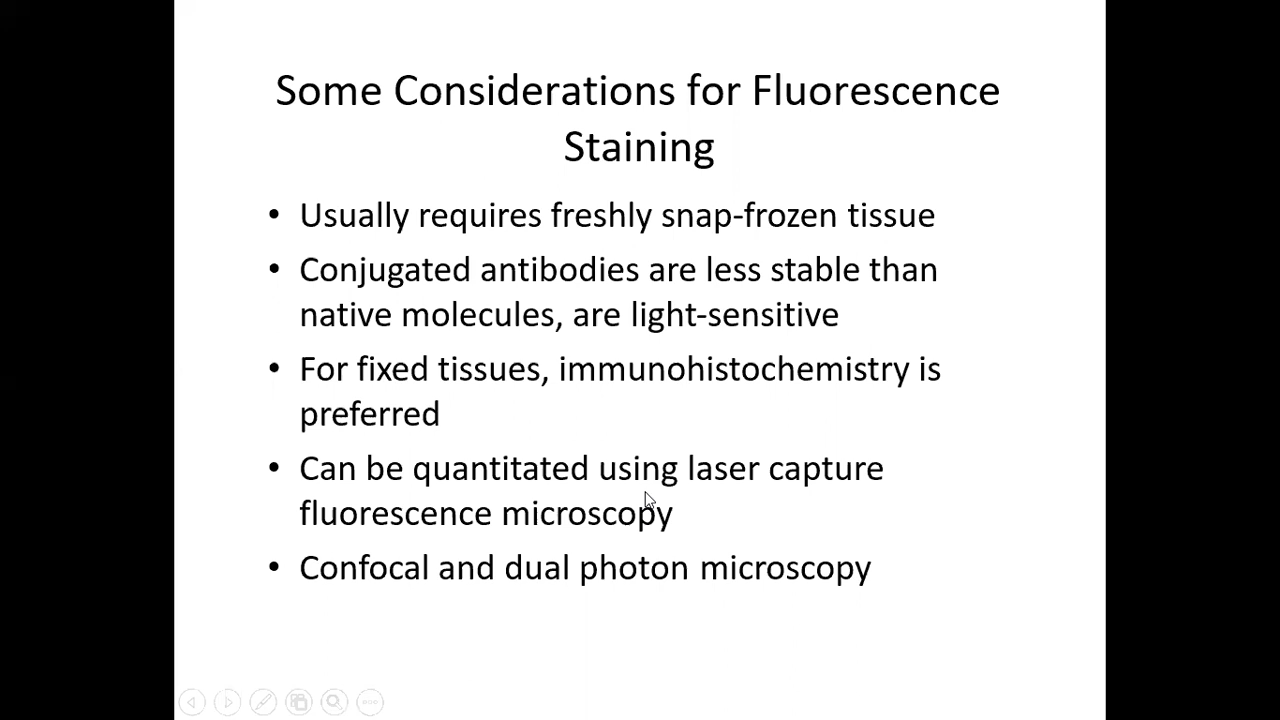 Some Considerations for Fluorescence
Staining
• Usually requires freshly snap-frozen tissue
• Conjugated antibodies are less stable than
native molecules, are light-sensitive
• For fixed tissues, immunohistochemistry is
preferred
• Can be quantitated using laser capture
fluorescence microscopy
• Confocal and dual photon microscopy